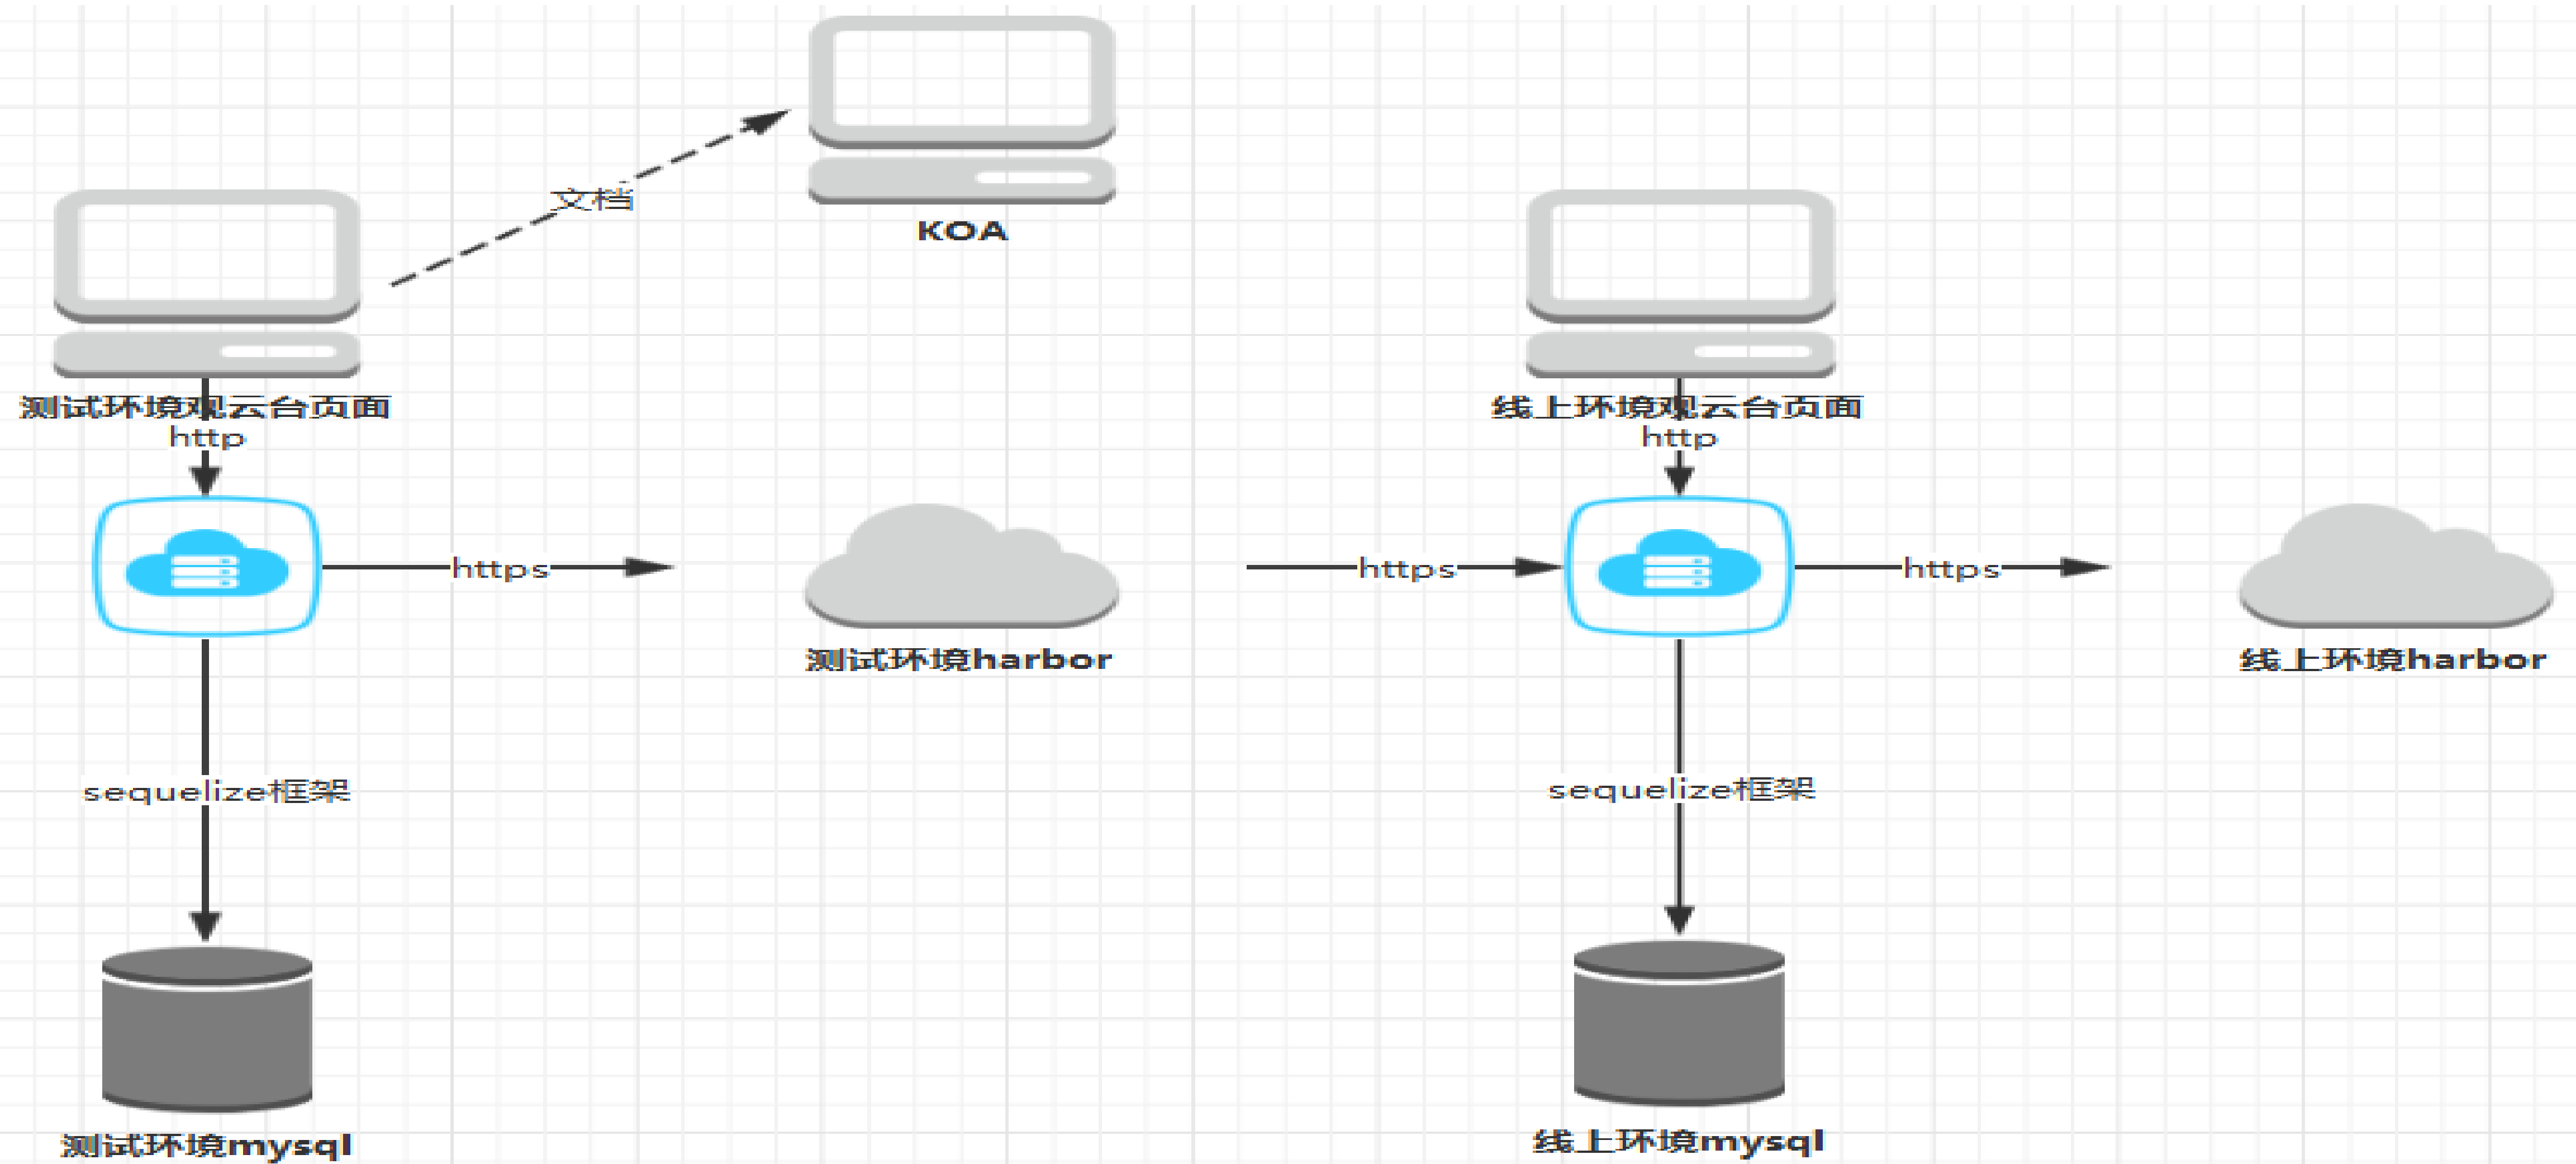 文档
KOA
测试环境观云台页面
http
线上环境观云台页面
http
https
测试环境harbor
https
https
线上环境harbor
sequelize框架
sequelize框架
测试环境mysql
线上环境mysql